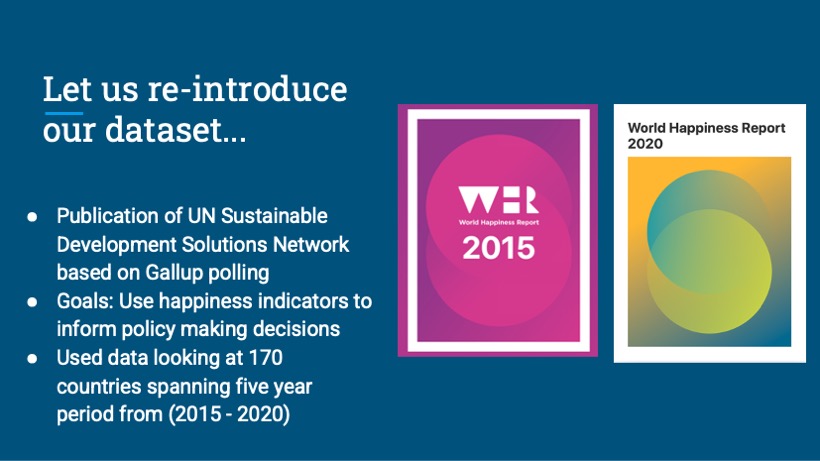 Let us re-introduce
our dataset...
● Publication of UN Sustainable
Development Solutions Network
based on Gallup polling
● Goals: Use happiness indicators to
inform policy making decisions
● Used data looking at 170
countries spanning five year
period from (2015 - 2020)
WHR
World Happiness Report
2015
World Happiness Report
2020